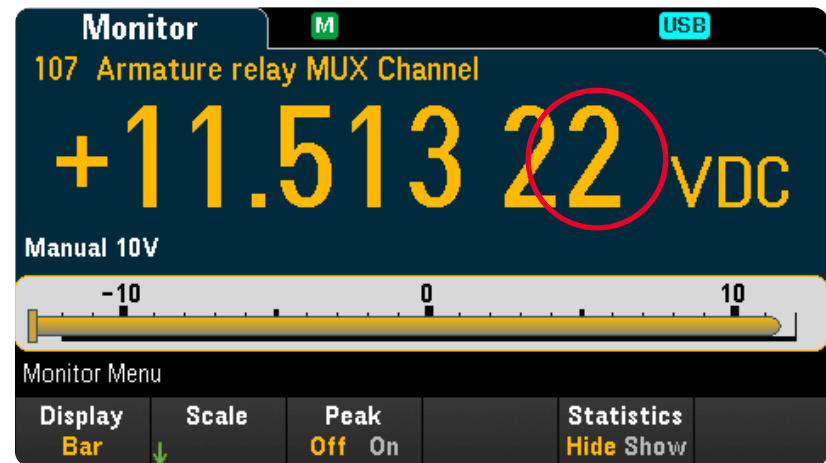 Monitor M USB
107 Armature relay MUX Channel
+11.513 22 VDC
Manual 10V
-10 0 10
Monitor Menu
Display Scale Peak Statistics
Bar Off On Hide Show